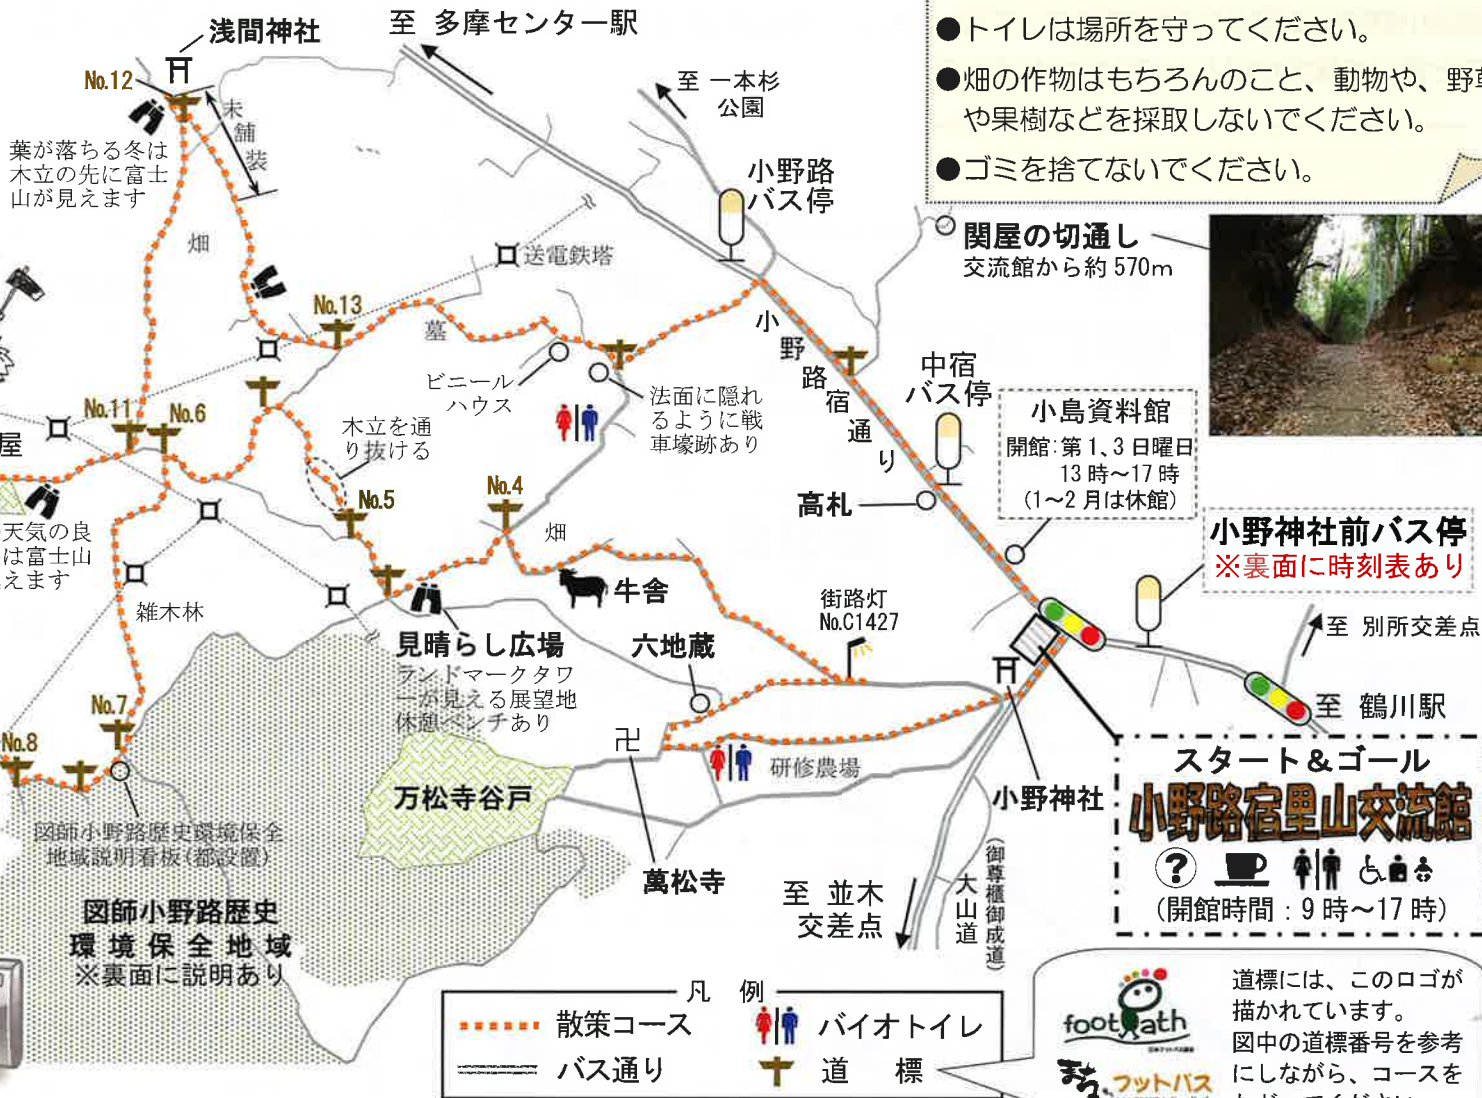 ●トイレは場所を守ってください。
●畑の作物はもちろんのこと、動物や、野草
や果樹などを採取しないでください。
●ゴミを捨てないでください。
浅間神社
至 多摩センター駅
No.12
未舗装
至 一本杉
公園
葉が落ちる冬は
木立の先に富士
山が見えます
小野路
バス停
畑
送電鉄塔
関屋の切通し
交流館から約570m
No.13
墓
小野路宿通り
ビニール
ハウス
法面に隠れ
るように戦
車壕跡あり
中宿
バス停
小島資料館
開館:第1、3日曜日
13時~17時
(1~2月は休館)
No.11
No.6
屋
木立を通
り抜ける
No.5
No.4
高札
畑
小野神社前バス停
※裏面に時刻表あり
天気の良
は富士山
えます
牛舎
街路灯
No.C1427
雑木林
見晴らし広場
ランドマークタワ
ーが見える展望地
休憩ベンチあり
六地蔵
至 別所交差点
至 鶴川駅
No.7
No.8
卍
研修農場
スタート&ゴール
小野路宿里山交流館
?
(開館時間:9時~17時)
万松寺谷戸
小野神社
図師小野路歴史環境保全
地域説明看板(都設置)
萬松寺
至 並木
交差点
大山道
(御尊櫃御成道)
図師小野路歴史
環境保全地域
※裏面に説明あり
凡 例
散策コース
バイオトイレ
バス通り
道 標
footpath
フットパス
道標には、このロゴが
描かれています。
図中の道標番号を参考
にしながら、コースを